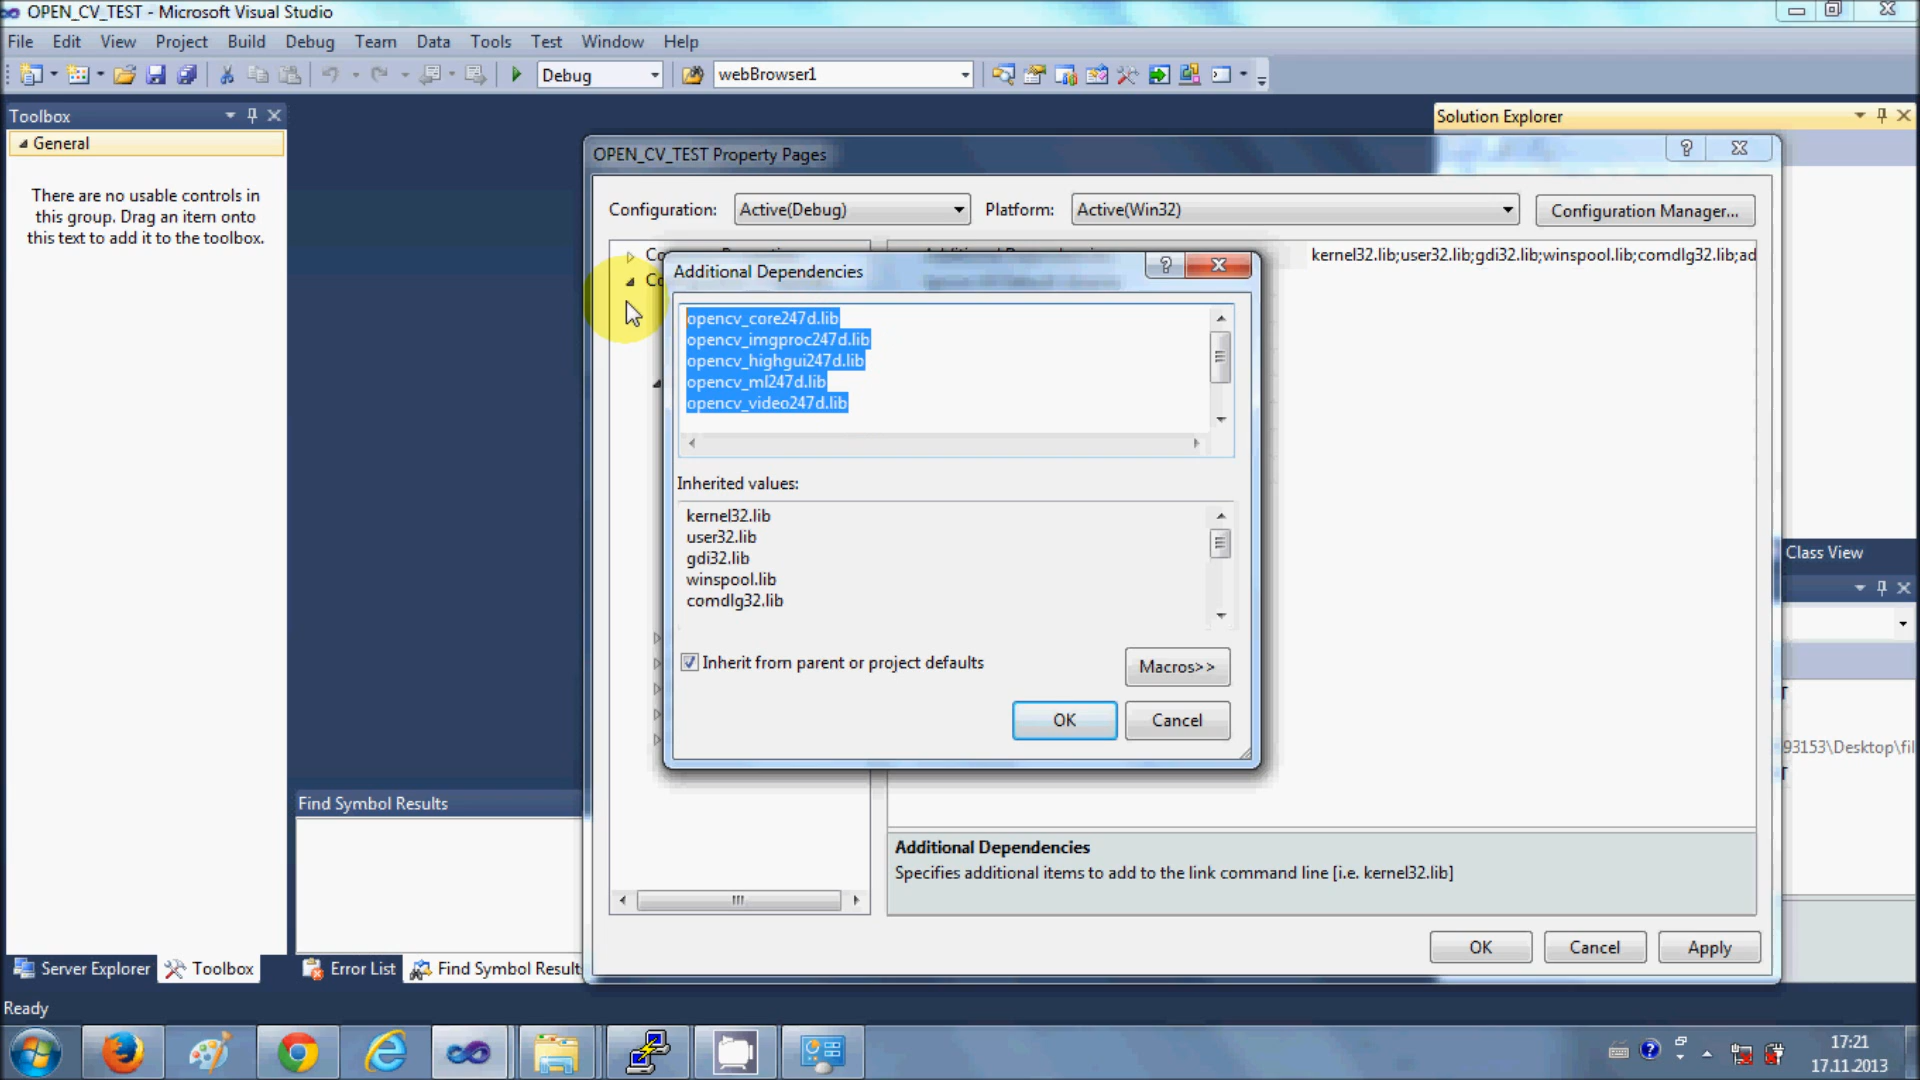 OPEN_CV_TEST - Microsoft Visual Studio
File Edit View Project Build Debug Team Data Tools Test Window Help
Debug webBrowser1
Toolbox
General
There are no usable controls in
this group. Drag an item onto
this text to add it to the toolbox.
Solution Explorer
OPEN_CV_TEST Property Pages
Configuration: Active(Debug) Platform: Active(Win32) Configuration Manager...
kernel32.lib;user32.lib;gdi32.lib;winspool.lib;comdlg32.lib;ad
Additional Dependencies
opencv_core247d.lib
opencv_imgproc247d.lib
opencv_highgui247d.lib
opencv_ml247d.lib
opencv_video247d.lib
Inherited values:
kernel32.lib
user32.lib
gdi32.lib
winspool.lib
comdlg32.lib
Inherit from parent or project defaults
Macros>>
OK Cancel
Class View
93153\Desktop\fil
Find Symbol Results
Additional Dependencies
Specifies additional items to add to the link command line [i.e. kernel32.lib]
OK Cancel Apply
Server Explorer Toolbox Error List Find Symbol Result
Ready
17:21
17.11.2013